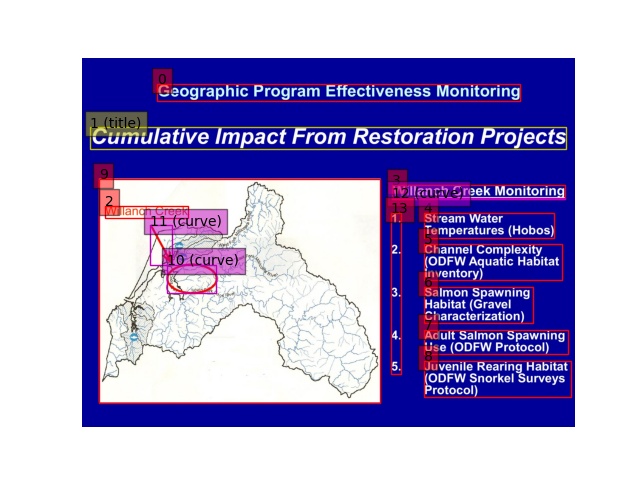 0
Geographic Program Effectiveness Monitoring
1 (title)
Cumulative Impact From Restoration Projects
9
2
Willanch Creek
11 (curve)
10 (curve)
3
12 (curve)
Willanch Creek Monitoring
13
4
1. Stream Water
Temperatures (Hobos)
5
2. Channel Complexity
(ODFW Aquatic Habitat
Inventory)
6
3. Salmon Spawning
Habitat (Gravel
Characterization)
7
4. Adult Salmon Spawning
Use (ODFW Protocol)
8
5. Juvenile Rearing Habitat
(ODFW Snorkel Surveys
Protocol)